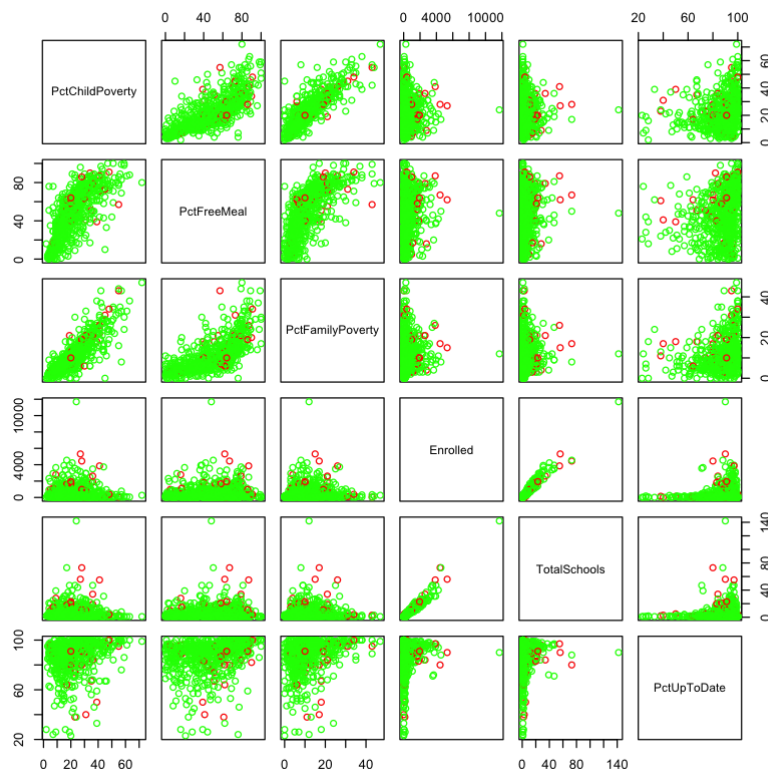 0 40 80 0 4000 10000 20 60 100
PctChildPoverty
0 20 40 60
0 40 80
PctFreeMeal
PctFamilyPoverty
0 20 40
0 4000 10000
Enrolled
TotalSchools
0 40 80 140
20 60 100
PctUpToDate
0 20 40 60 0 20 40 0 40 80 140